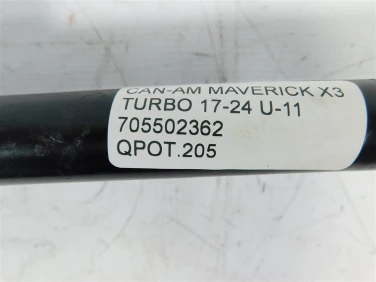 CAN-AM MAVERICK X3
TURBO 17-24 U-11
705502362
QPOT.205